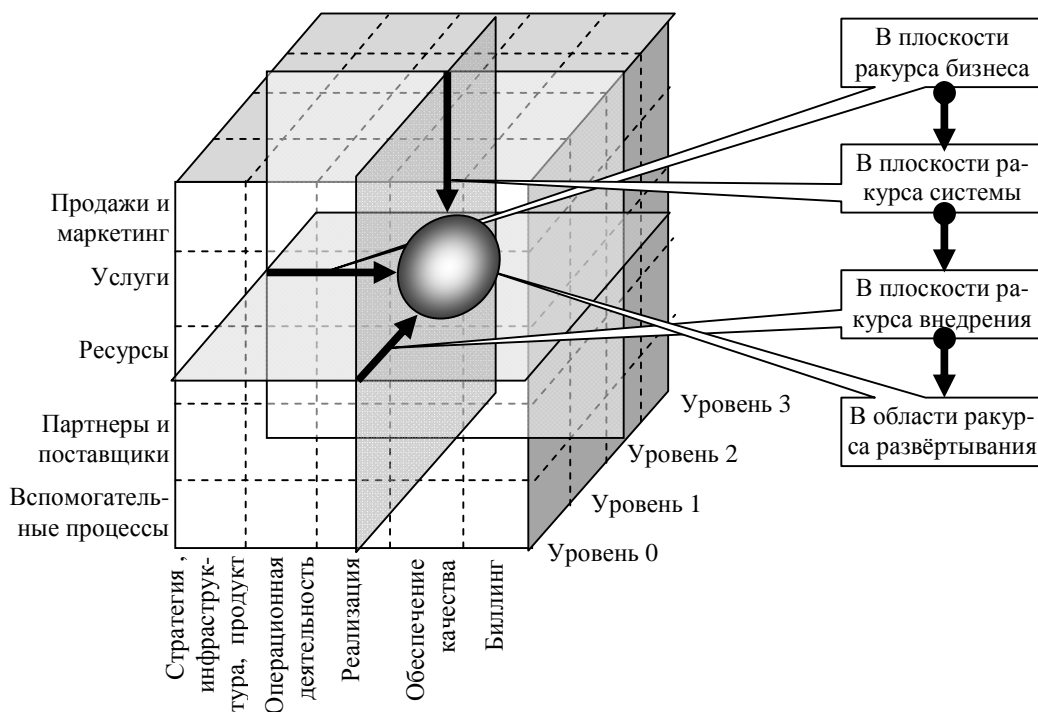 Продажи и
маркетинг
Услуги
Ресурсы
Партнеры и
поставщики
Вспомогатель-
ные процессы
Стратегия ,
инфраструк-
тура, продукт
Операционная
деятельность
Реализация
Обеспечение
качества
Биллинг
Уровень 0
Уровень 1
Уровень 2
Уровень 3
В плоскости
ракурса бизнеса
В плоскости ра-
курса системы
В плоскости ра-
курса внедрения
В области ракур-
са развёртывания